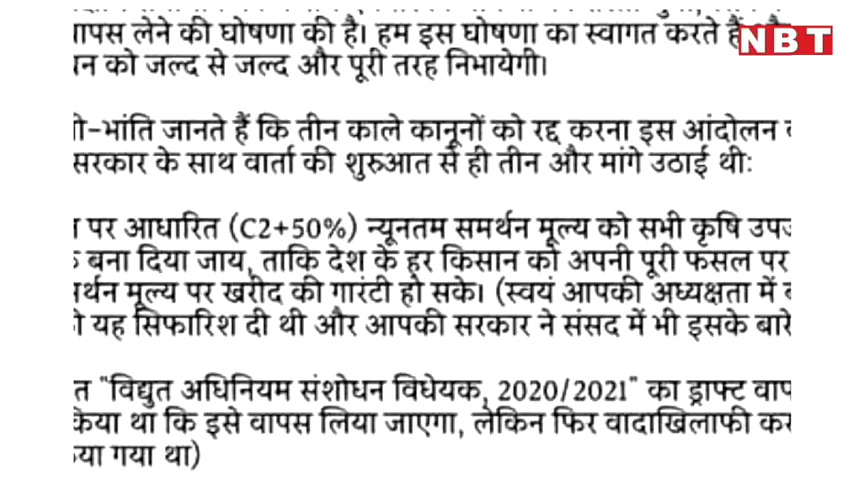 वापस लेने की घोषणा की है। हम इस घोषणा का स्वागत करते हैं
NBT
को जल्द से जल्द और पूरी तरह निभायेगी।
-भांति जानते हैं कि तीन काले कानूनों को रद्द करना इस आंदोलन
सरकार के साथ वार्ता की शुरुआत से ही तीन और मांगे उठाई थी:
पर आधारित (C2+50%) न्यूनतम समर्थन मूल्य को सभी कृषि
बना दिया जाय, ताकि देश के हर किसान को अपनी पूरी फसल पर
मूल्य पर खरीद की गारंटी हो सके। (स्वयं आपकी अध्यक्षता में
यह सिफारिश दी थी और आपकी सरकार ने संसद में भी इसके बारे
"विद्युत अधिनियम संशोधन विधेयक, 2020/2021" का ड्राफ्ट
किया था कि इसे वापस लिया जाएगा, लेकिन फिर वादाखिलाफी
गया था)